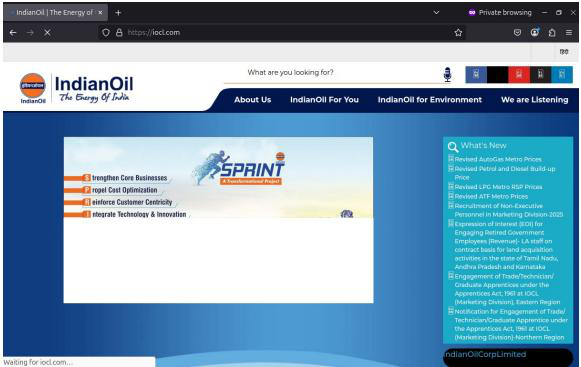 IndianOil | The Energy of
Private browsing
https://iocl.com
हिंदी
इंडियनऑयल
IndianOil
IndianOil
The Energy Of India
What are you looking for?
About Us
IndianOil For You
IndianOil for Environment
We are Listening
SPRINT
A Transformational Project
Strengthen Core Businesses
Propel Cost Optimization
Reinforce Customer Centricity
Integrate Technology & Innovation
What's New
Revised AutoGas Metro Prices
Revised Petrol and Diesel Build-up
Price
Revised LPG Metro RSP Prices
Revised ATF Metro Prices
Recruitment of Non-Executive
Personnel in Marketing Division-2025
Expression of Interest (EOI) for
Engaging Retired Government
Employees (Revenue)- LA staff on
contract basis for land acquisition
activities in the state of Tamil Nadu,
Andhra Pradesh and Karnataka
Engagement of Trade/Technician/
Graduate Apprentices under the
Apprentices Act, 1961 at IOCL
(Marketing Division), Eastern Region
Notification for Engagement of Trade/
Technician/Graduate Apprentice under
the Apprentices Act, 1961 at IOCL
(Marketing Division)-Northern Region
IndianOilCorpLimited
Waiting for iocl.com...